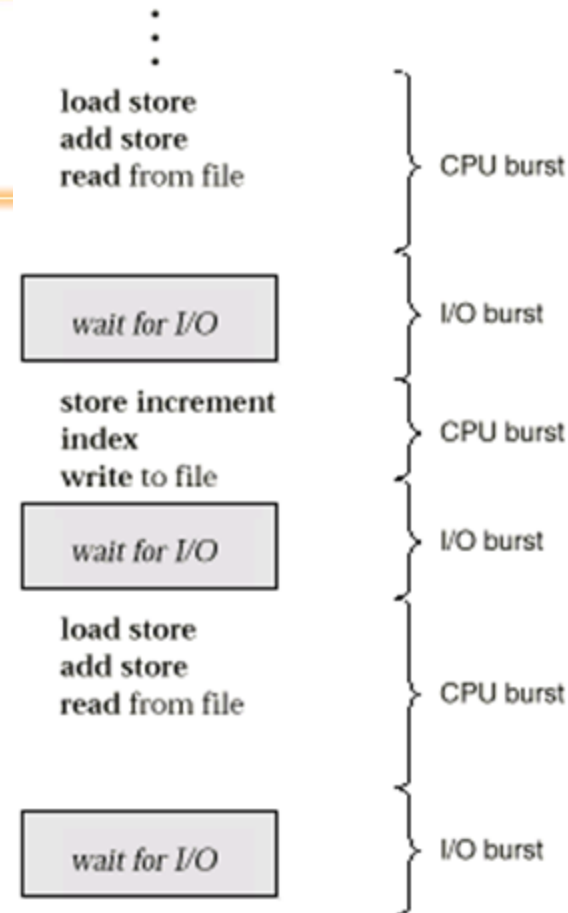 load store
add store
read from file
CPU burst
wait for I/O
I/O burst
store increment
index
write to file
CPU burst
wait for I/O
I/O burst
load store
add store
read from file
CPU burst
wait for I/O
I/O burst